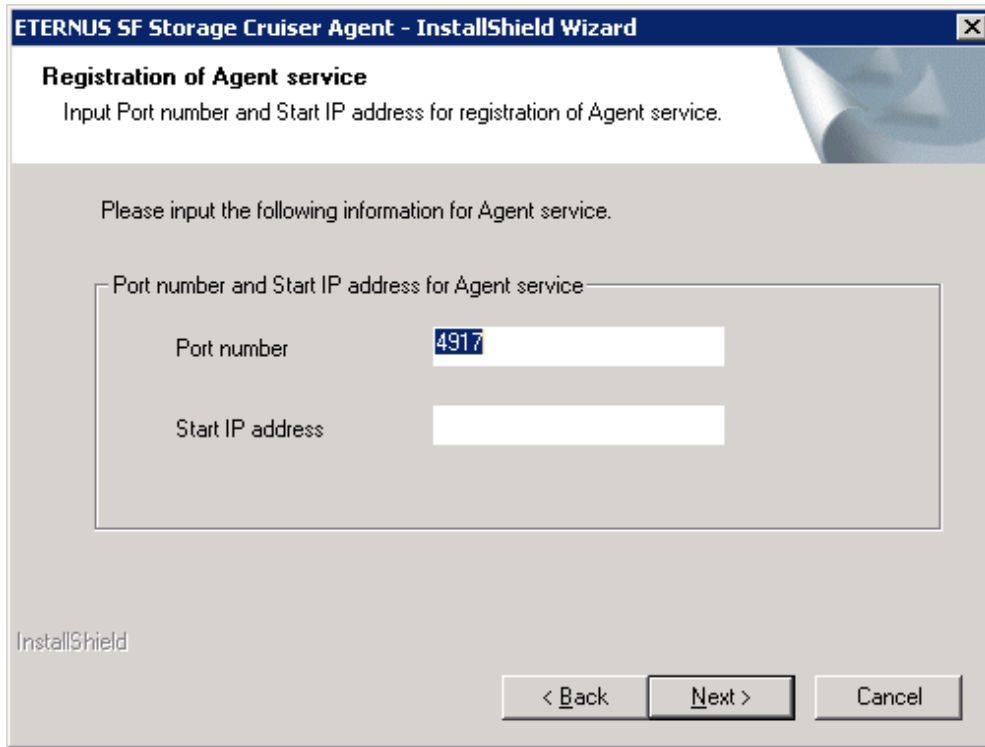 ETERNUS SF Storage Cruiser Agent - InstallShield Wizard
Registration of Agent service
Input Port number and Start IP address for registration of Agent service.
Please input the following information for Agent service.
Port number and Start IP address for Agent service
Port number 4917
Start IP address
InstallShield
< Back Next > Cancel